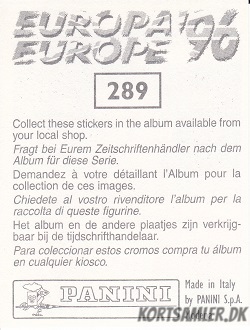 EUROPA '96
EUROPE 96
289
Collect these stickers in the album available from
your local shop.
Fragt bei Eurem Zeitschriftenhändler nach dem
Album für diese Serie.
Demandez à votre détaillant l'Album pour la
collection de ces images.
Chiedete al vostro rivenditore l'album per la
raccolta di queste figurine.
Het album en de andere plaatjes zijn verkrijg-
baar bij de tijdschrifthandelaar.
Para coleccionar estos cromos compra tu álbum
en cualquier kiosco.
PANINI
Made in Italy
by PANINI S.p.A.
KORTSAMLER.DK